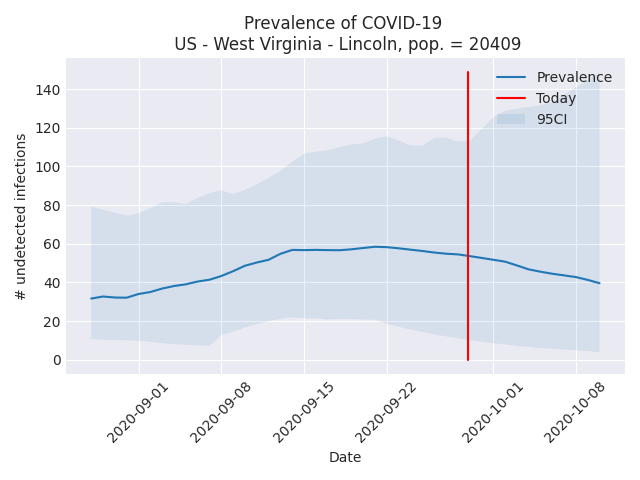 Prevalence of COVID-19
US - West Virginia - Lincoln, pop. = 20409
Prevalence
Today
95CI
# undetected infections
140
120
100
80
60
40
20
0
2020-09-01
2020-09-08
2020-09-15
2020-09-22
2020-10-01
2020-10-08
Date